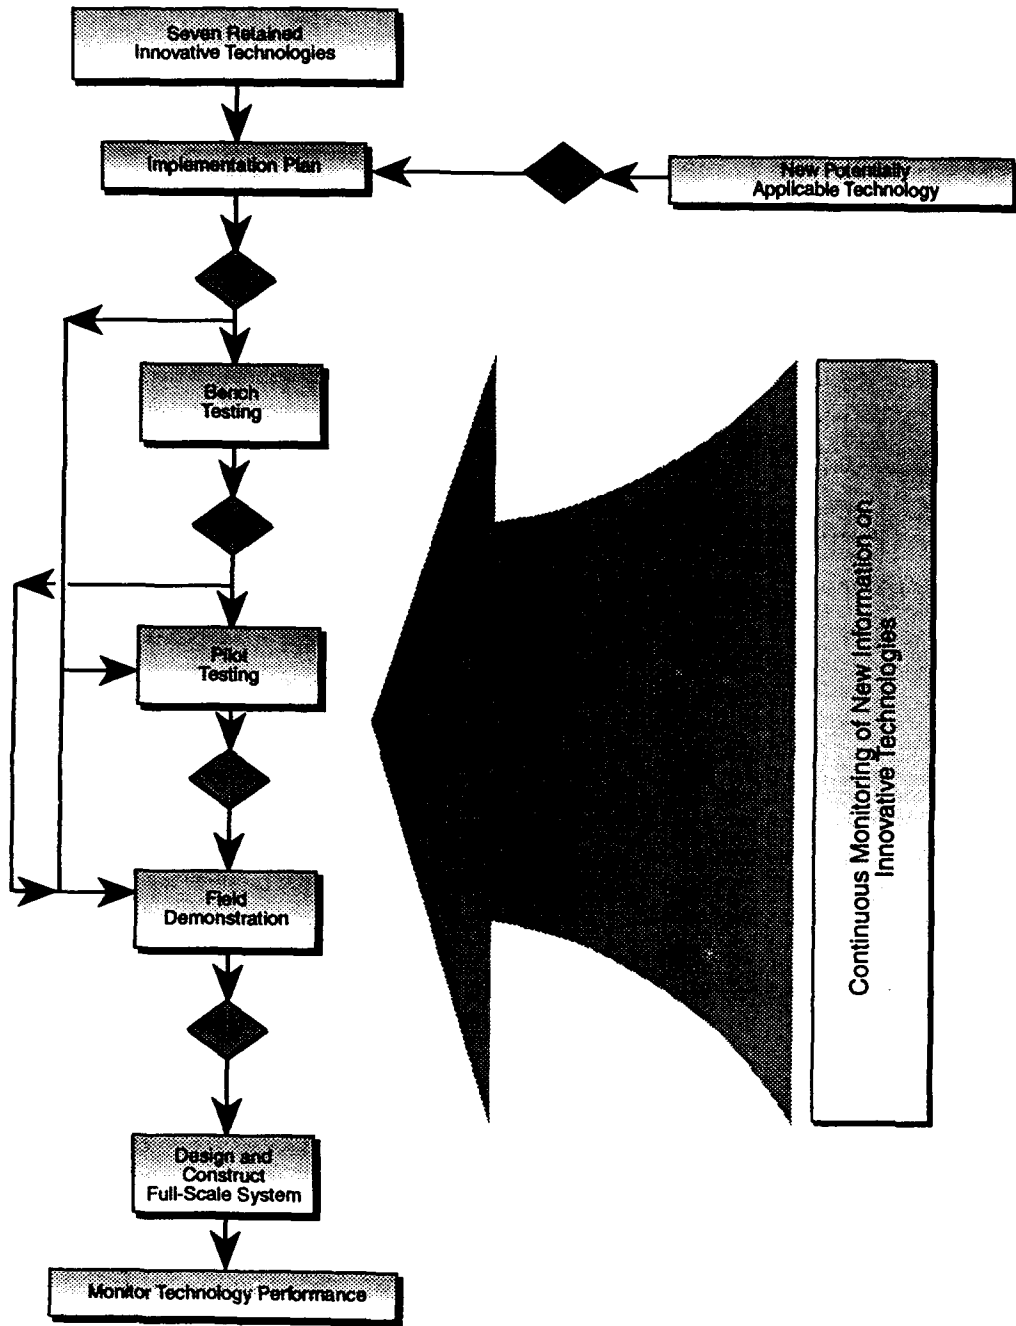 Seven Retained
Innovative Technologies
Implementation Plan
New Potentially
Applicable Technology
Bench
Testing
Pilot
Testing
Field
Demonstration
Design and
Construct
Full-Scale System
Monitor Technology Performance
Continuous Monitoring of New Information on
Innovative Technologies